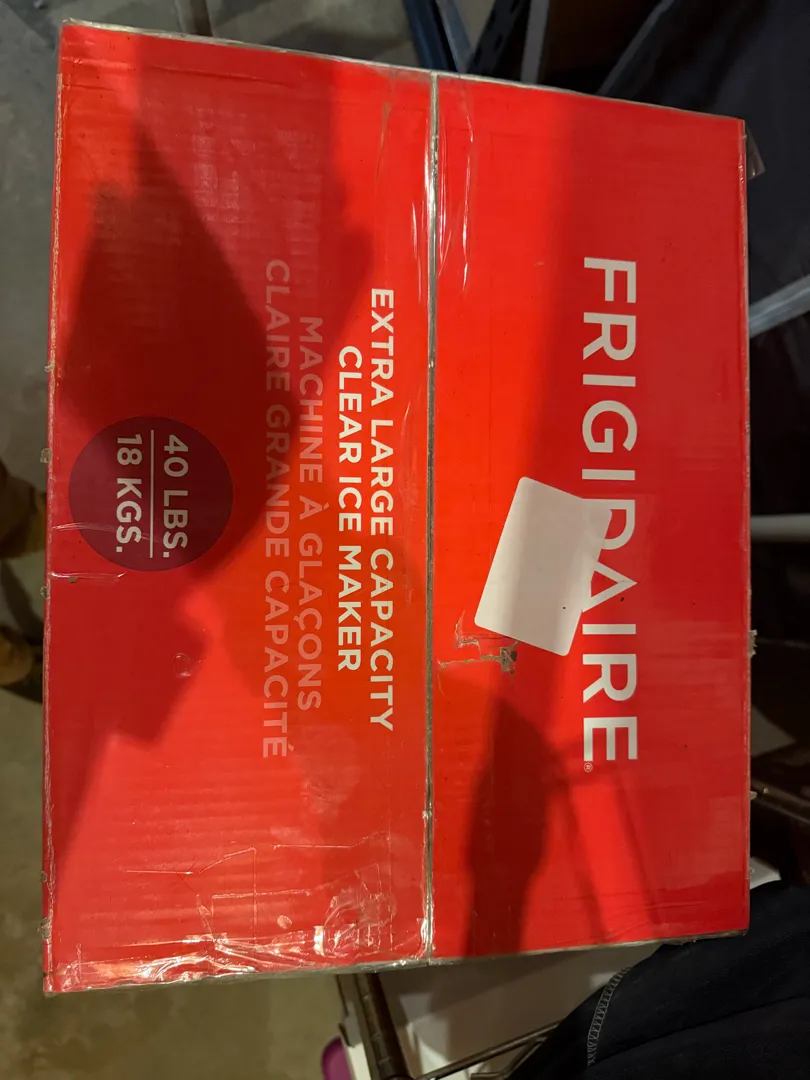 FRIGIDAIRE®
EXTRA LARGE CAPACITY
CLEAR ICE MAKER
MACHINE À GLAÇONS
CLAIRE GRANDE CAPACITÉ
40 LBS.
18 KGS.